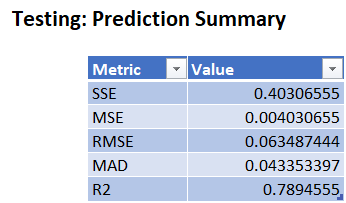 Testing: Prediction Summary
Metric Value
SSE 0.40306555
MSE 0.004030655
RMSE 0.063487444
MAD 0.043353397
R2 0.7894555